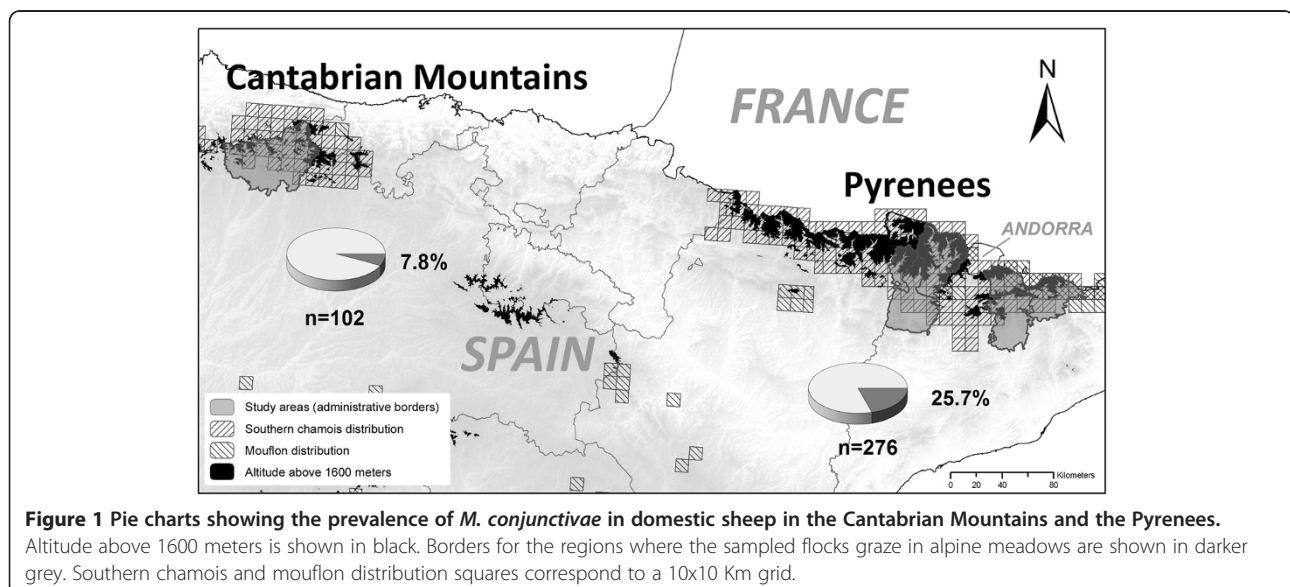 Cantabrian Mountains
N
FRANCE
Pyrenees
ANDORRA
7.8%
n=102
SPAIN
25.7%
n=276
Study areas (administrative borders)
Southern chamois distribution
Mouflon distribution
Altitude above 1600 meters
Kilometers
0 20 40 80
Figure 1 Pie charts showing the prevalence of M. conjunctivae in domestic sheep in the Cantabrian Mountains and the Pyrenees.
Altitude above 1600 meters is shown in black. Borders for the regions where the sampled flocks graze in alpine meadows are shown in darker
grey. Southern chamois and mouflon distribution squares correspond to a 10x10 Km grid.